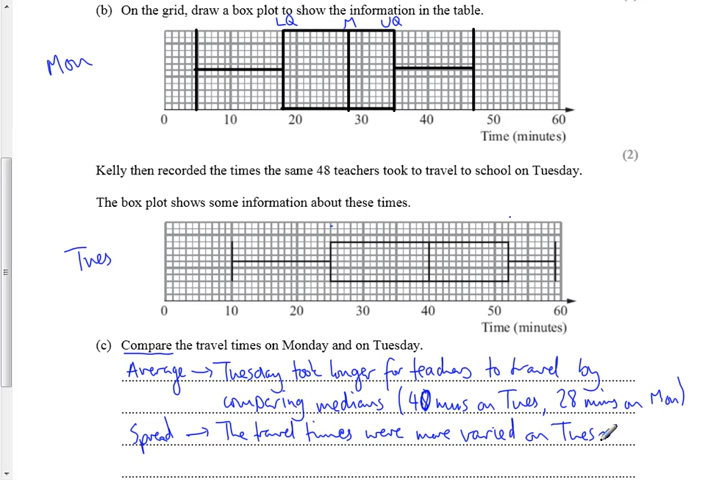 (b) On the grid, draw a box plot to show the information in the table.
LQ M UQ
Mon
0 10 20 30 40 50 60
Time (minutes)
(2)
Kelly then recorded the times the same 48 teachers took to travel to school on Tuesday.
The box plot shows some information about these times.
Tues
0 10 20 30 40 50 60
Time (minutes)
(c) Compare the travel times on Monday and on Tuesday.
Average → Tuesday took longer for teachers to travel by
comparing medians (40 mins on Tues, 28 mins on Mon)
Spread → The travel times were more varied on Tues